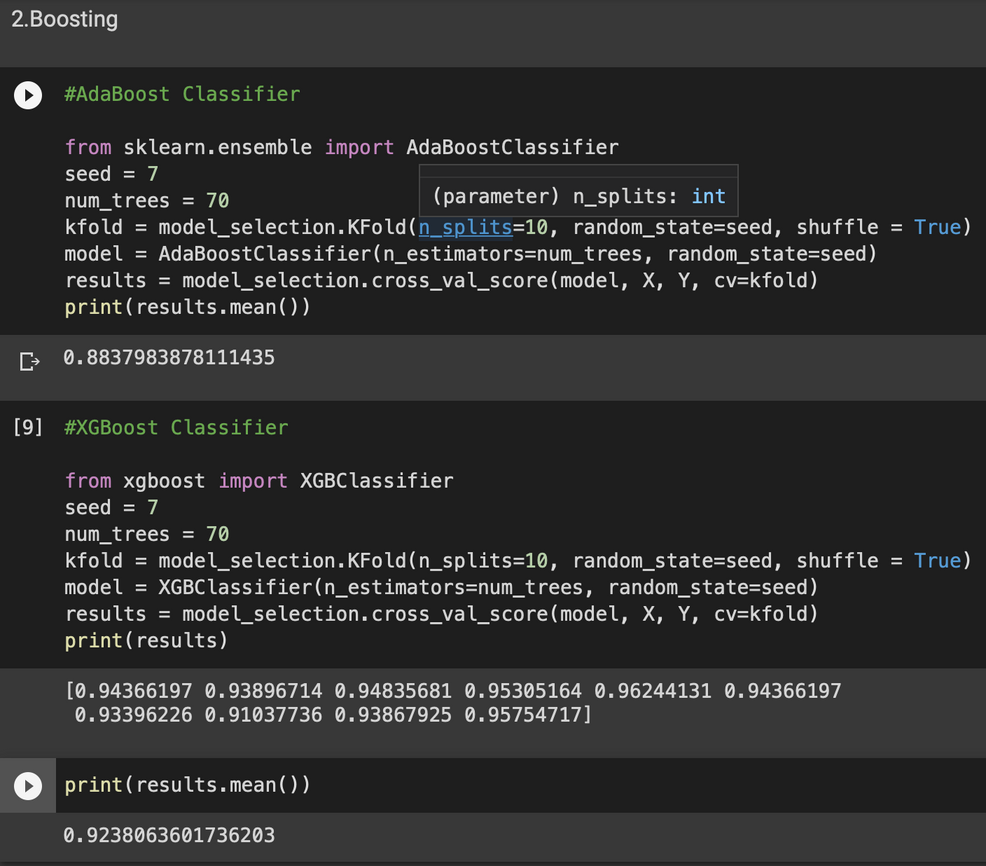 2.Boosting
#AdaBoost Classifier
from sklearn.ensemble import AdaBoostClassifier
seed = 7
(parameter) n_splits: int
num_trees = 70
kfold = model_selection.KFold(n_splits=10, random_state=seed, shuffle = True)
model = AdaBoostClassifier(n_estimators=num_trees, random_state=seed)
results = model_selection.cross_val_score(model, X, Y, cv=kfold)
print(results.mean())
0.8837983878111435
[9] #XGBoost Classifier
from xgboost import XGBClassifier
seed = 7
num_trees = 70
kfold = model_selection.KFold(n_splits=10, random_state=seed, shuffle = True)
model = XGBClassifier(n_estimators=num_trees, random_state=seed)
results = model_selection.cross_val_score(model, X, Y, cv=kfold)
print(results)
[0.94366197 0.93896714 0.94835681 0.95305164 0.96244131 0.94366197
0.93396226 0.91037736 0.93867925 0.95754717]
print(results.mean())
0.9238063601736203